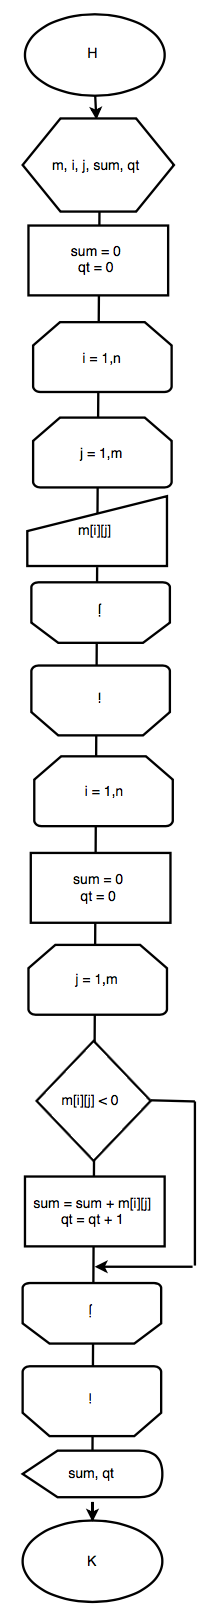 H
m, i, j, sum, qt
sum = 0
qt = 0
i = 1,n
j = 1,m
m[i][j]
i
i
i = 1,n
sum = 0
qt = 0
j = 1,m
m[i][j] < 0
sum = sum + m[i][j]
qt = qt + 1
i
i
sum, qt
K